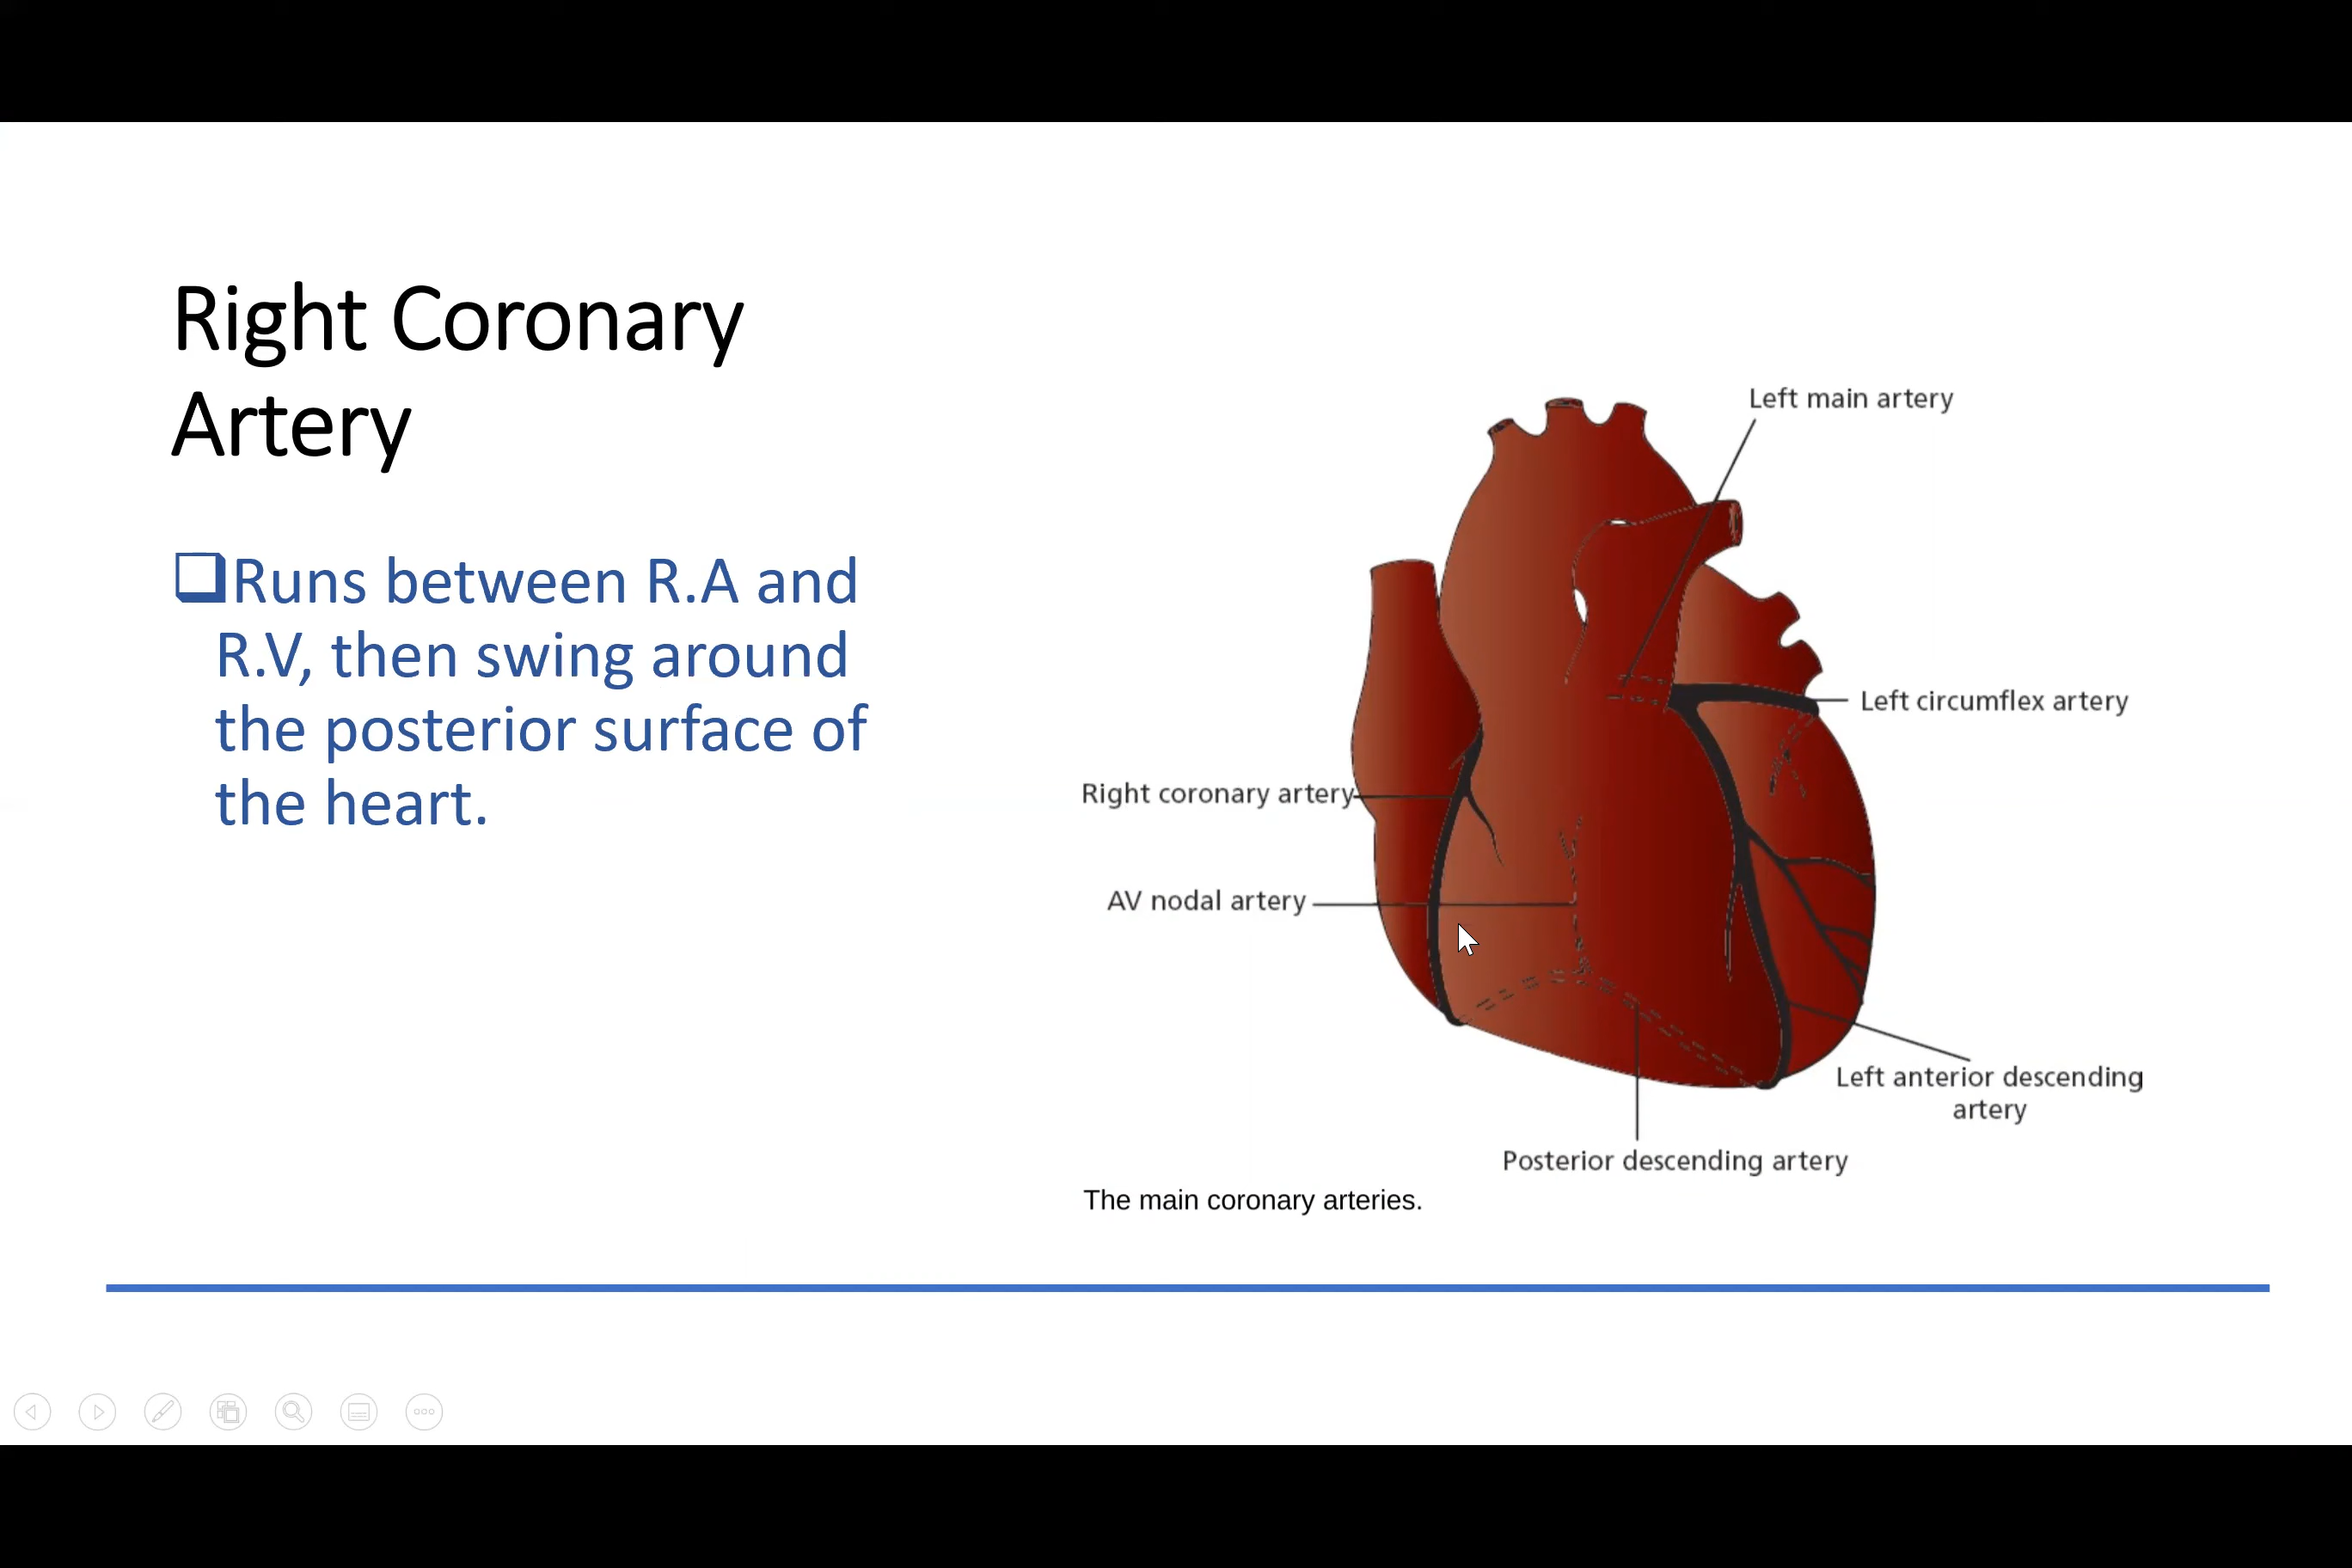 Right Coronary
Artery
Runs between R.A and
R.V, then swing around
the posterior surface of
the heart.
Left main artery
Left circumflex artery
Right coronary artery
AV nodal artery
Left anterior descending
artery
Posterior descending artery
The main coronary arteries.